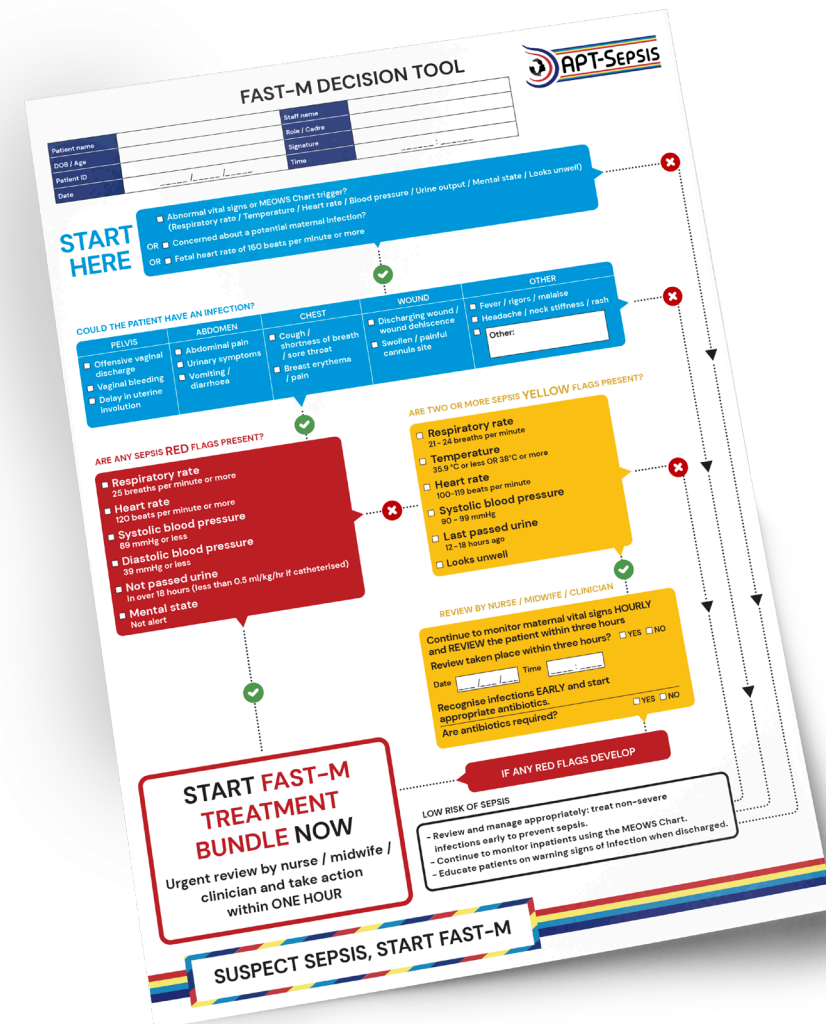 FAST-M DECISION TOOL
APT-SEPSIS
Patient name
DOB / Age
Patient ID
Date
_____ /_____ /_____
Staff name
Role / Cadre
Signature
Time
_____ : _____
START
HERE
Abnormal vital signs or MEOWS Chart trigger?
(Respiratory rate / Temperature / Heart rate / Blood pressure / Urine output / Mental state / Looks unwell)
OR Concerned about a potential maternal infection?
OR Fetal heart rate of 160 beats per minute or more
COULD THE PATIENT HAVE AN INFECTION?
PELVIS
Offensive vaginal
discharge
Vaginal bleeding
Delay in uterine
involution
ABDOMEN
Abdominal pain
Urinary symptoms
Vomiting /
diarrhoea
CHEST
Cough /
shortness of breath
/ sore throat
Breast erythema
/ pain
WOUND
Discharging wound /
wound dehiscence
Swollen / painful
cannula site
OTHER
Fever / rigors / malaise
Headache / neck stiffness / rash
Other:
ARE ANY SEPSIS RED FLAGS PRESENT?
Respiratory rate
25 breaths per minute or more
Heart rate
120 beats per minute or more
Systolic blood pressure
89 mmHg or less
Diastolic blood pressure
39 mmHg or less
Not passed urine
in over 18 hours (less than 0.5 ml/kg/hr if catheterised)
Mental state
Not alert
ARE TWO OR MORE SEPSIS YELLOW FLAGS PRESENT?
Respiratory rate
21 - 24 breaths per minute
Temperature
35.9 °C or less OR 38°C or more
Heart rate
100-119 beats per minute
Systolic blood pressure
90 - 99 mmHg
Last passed urine
12 - 18 hours ago
Looks unwell
REVIEW BY NURSE / MIDWIFE / CLINICIAN
Continue to monitor maternal vital signs HOURLY
and REVIEW the patient within three hours
Review taken place within three hours? YES NO
Date ___/___/___ Time ____:____
Recognise infections EARLY and start
appropriate antibiotics.
Are antibiotics required? YES NO
IF ANY RED FLAGS DEVELOP
START FAST-M
TREATMENT
BUNDLE NOW
Urgent review by nurse / midwife /
clinician and take action
within ONE HOUR
LOW RISK OF SEPSIS
- Review and manage appropriately: treat non-severe
infections early to prevent sepsis.
- Continue to monitor inpatients using the MEOWS Chart.
- Educate patients on warning signs of infection when discharged.
SUSPECT SEPSIS, START FAST-M